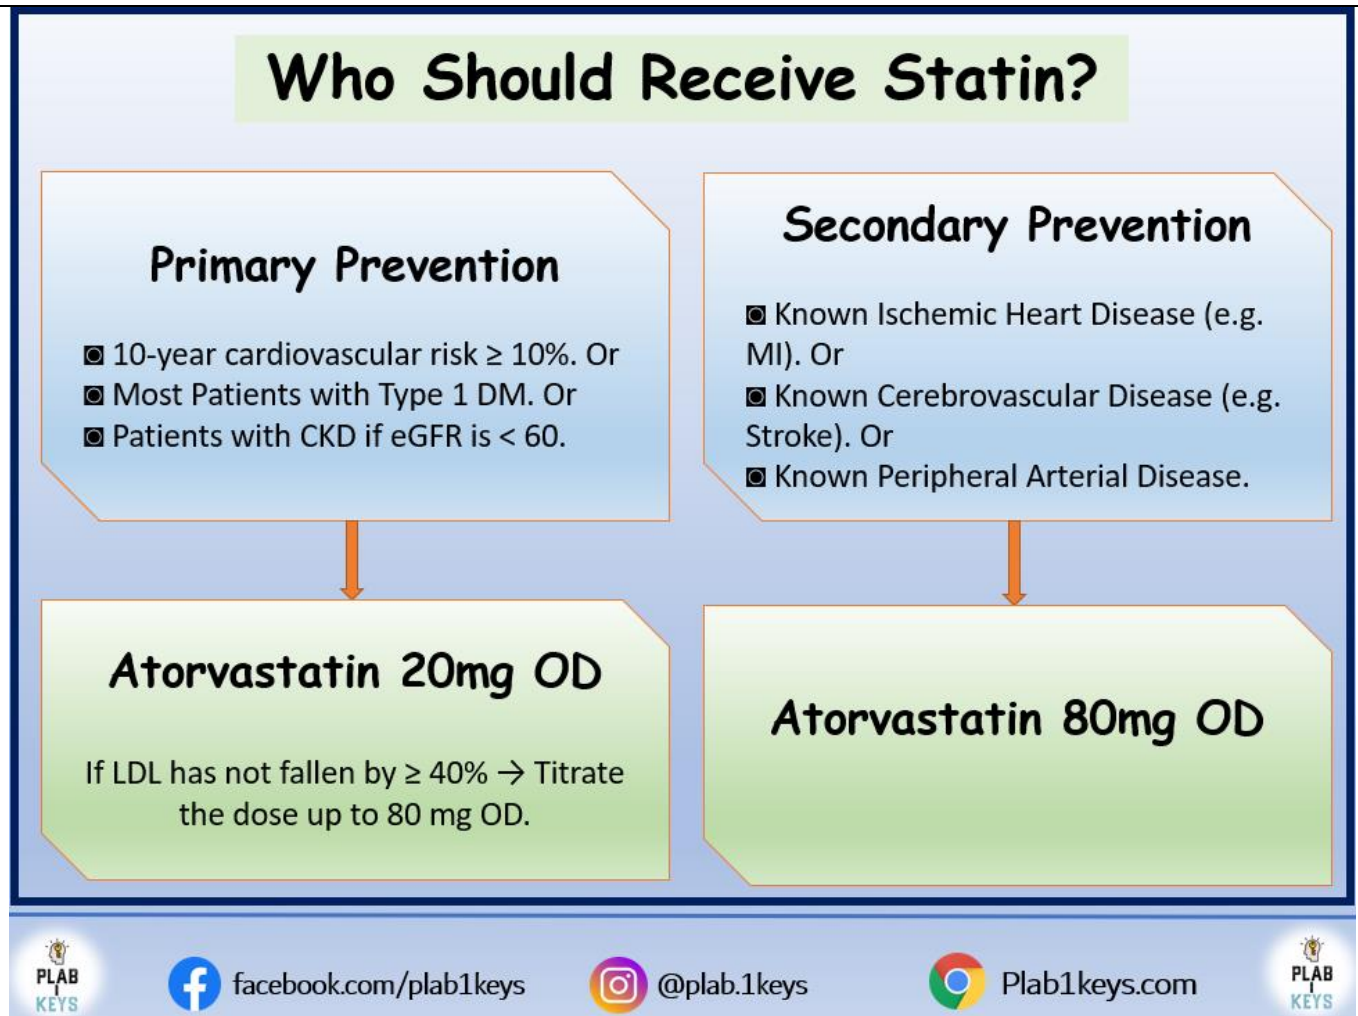 Who Should Receive Statin?
Primary Prevention
◙ 10-year cardiovascular risk ≥ 10%. Or
◙ Most Patients with Type 1 DM. Or
◙ Patients with CKD if eGFR is < 60.
Secondary Prevention
◙ Known Ischemic Heart Disease (e.g.
MI). Or
◙ Known Cerebrovascular Disease (e.g.
Stroke). Or
◙ Known Peripheral Arterial Disease.
Atorvastatin 20mg OD
If LDL has not fallen by ≥ 40% → Titrate
the dose up to 80 mg OD.
Atorvastatin 80mg OD
PLAB
1
KEYS
facebook.com/plab1keys
@plab.1keys
Plab1keys.com
PLAB
1
KEYS